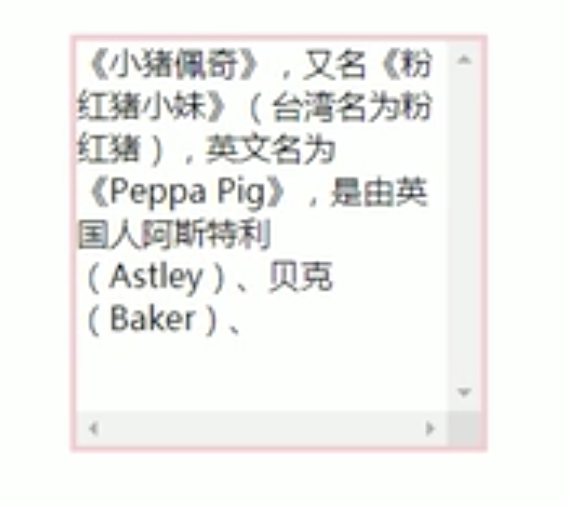 《小猪佩奇》，又名《粉
红猪小妹》（台湾名为粉
红猪），英文名为
《Peppa Pig》，是由英
国人阿斯特利
（Astley）、贝克
（Baker）、